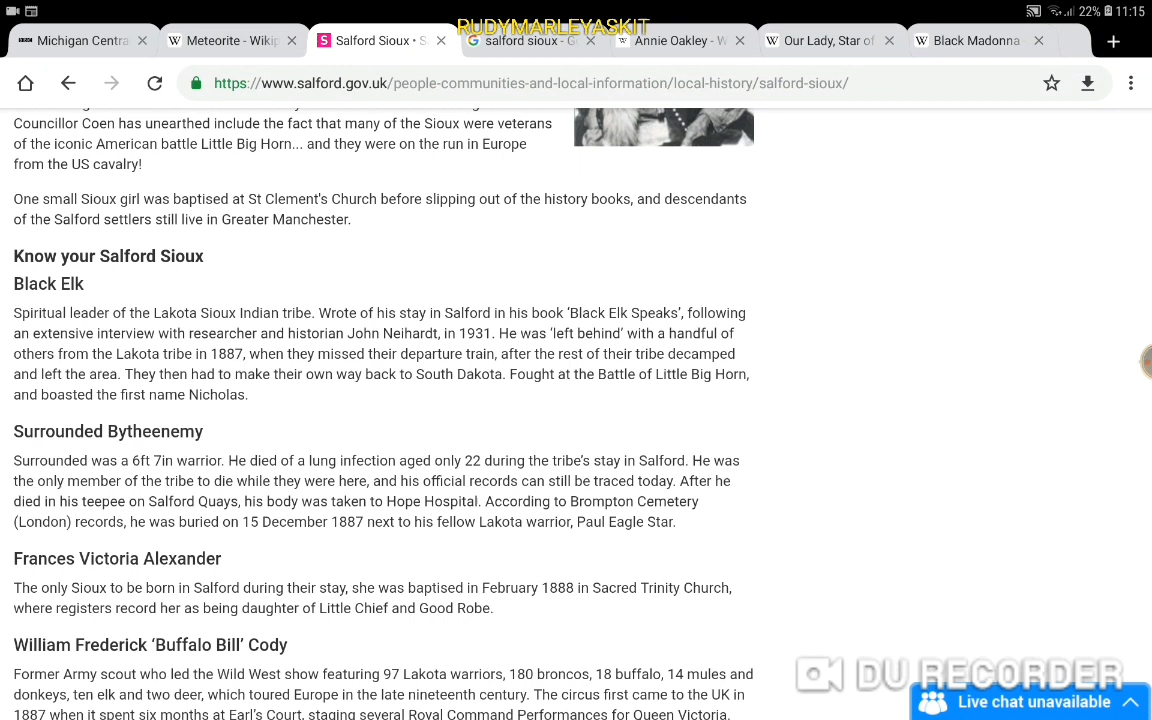 RUDYMARLEYASKIT
22% 11:15
Michigan Centra
Meteorite - Wikip
Salford Sioux • S
salford sioux - G
Annie Oakley - W
Our Lady, Star of
Black Madonna
https://www.salford.gov.uk/people-communities-and-local-information/local-history/salford-sioux/
Councillor Coen has unearthed include the fact that many of the Sioux were veterans
of the iconic American battle Little Big Horn... and they were on the run in Europe
from the US cavalry!
One small Sioux girl was baptised at St Clement's Church before slipping out of the history books, and descendants
of the Salford settlers still live in Greater Manchester.
Know your Salford Sioux
Black Elk
Spiritual leader of the Lakota Sioux Indian tribe. Wrote of his stay in Salford in his book ‘Black Elk Speaks’, following
an extensive interview with researcher and historian John Neihardt, in 1931. He was ‘left behind’ with a handful of
others from the Lakota tribe in 1887, when they missed their departure train, after the rest of their tribe decamped
and left the area. They then had to make their own way back to South Dakota. Fought at the Battle of Little Big Horn,
and boasted the first name Nicholas.
Surrounded Bytheenemy
Surrounded was a 6ft 7in warrior. He died of a lung infection aged only 22 during the tribe’s stay in Salford. He was
the only member of the tribe to die while they were here, and his official records can still be traced today. After he
died in his teepee on Salford Quays, his body was taken to Hope Hospital. According to Brompton Cemetery
(London) records, he was buried on 15 December 1887 next to his fellow Lakota warrior, Paul Eagle Star.
Frances Victoria Alexander
The only Sioux to be born in Salford during their stay, she was baptised in February 1888 in Sacred Trinity Church,
where registers record her as being daughter of Little Chief and Good Robe.
William Frederick ‘Buffalo Bill’ Cody
Former Army scout who led the Wild West show featuring 97 Lakota warriors, 180 broncos, 18 buffalo, 14 mules and
donkeys, ten elk and two deer, which toured Europe in the late nineteenth century. The circus first came to the UK in
1887 when it spent six months at Earl’s Court, staging several Royal Command Performances for Queen Victoria.
DU RECORDER
Live chat unavailable